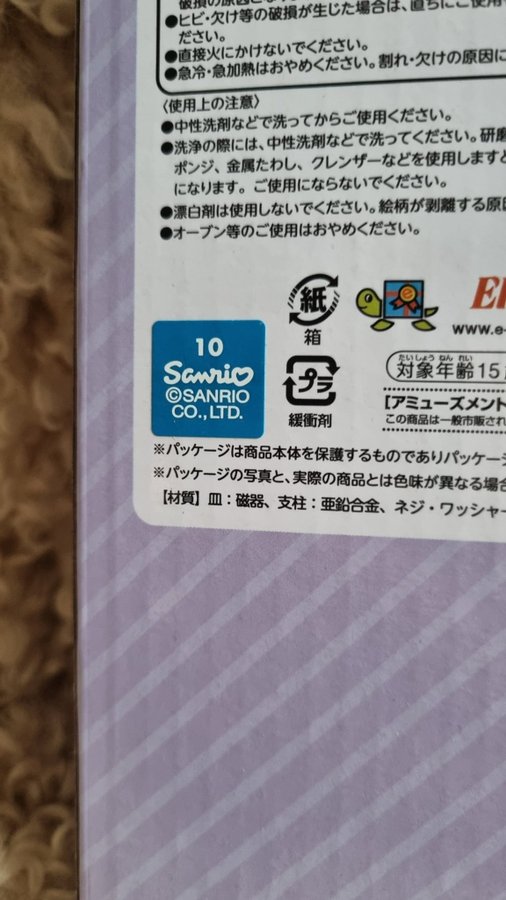 ●ヒビ・欠け等の破損が生じた場合は、直ちにご使用
ださい。
●直接火にかけないでください。
●急冷・急加熱はおやめください。割れ・欠けの原因に
〈使用上の注意〉
●中性洗剤などで洗ってからご使用ください。
●洗浄の際には、中性洗剤などで洗ってください。研磨
ポンジ、金属たわし、クレンザーなどを使用しますと
になります。ご使用にならないでください。
●漂白剤は使用しないでください。絵柄が剥離する原因
●オーブン等のご使用はおやめください。
紙
箱
プラ
緩衝剤
10
Sanrio
©SANRIO
CO.,LTD.
www.e-
たいしょうねんれい
対象年齢15
【アミューズメント
この商品は一般市販され
※パッケージは商品本体を保護するものでありパッケージ
※パッケージの写真と、実際の商品とは色味が異なる場合
【材質】皿：磁器、支柱：亜鉛合金、ネジ・ワッシャー